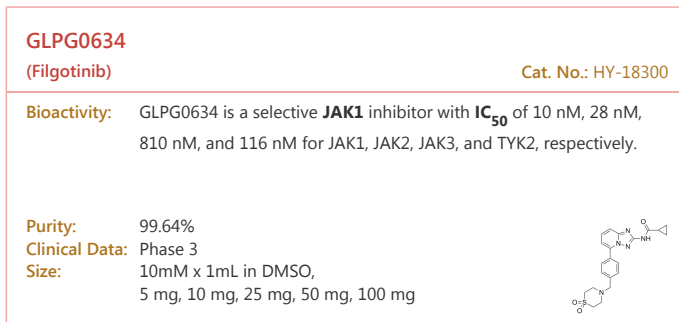 GLPG0634
(Filgotinib) Cat. No.: HY-18300
Bioactivity: GLPG0634 is a selective JAK1 inhibitor with IC50 of 10 nM, 28 nM,
810 nM, and 116 nM for JAK1, JAK2, JAK3, and TYK2, respectively.
Purity: 99.64%
Clinical Data: Phase 3
Size: 10mM x 1mL in DMSO,
5 mg, 10 mg, 25 mg, 50 mg, 100 mg
O
N
NH
N
N
N
S
O
O